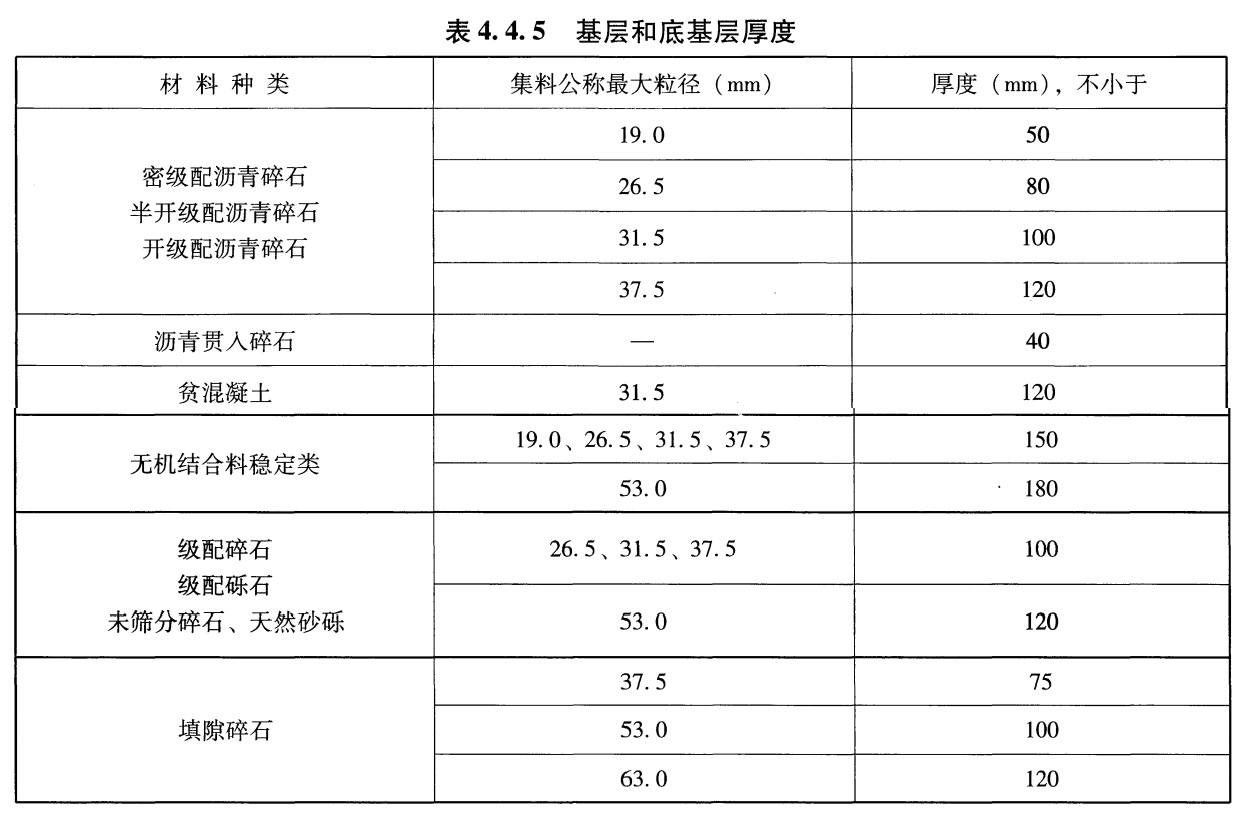 表4.4.5 基层和底基层厚度
材料种类 集料公称最大粒径(mm) 厚度(mm),不小于
密级配沥青碎石
半开级配沥青碎石
开级配沥青碎石
19.0 50
26.5 80
31.5 100
37.5 120
沥青贯入碎石 — 40
贫混凝土 31.5 120
无机结合料稳定类
19.0、26.5、31.5、37.5 150
53.0 180
级配碎石
级配砾石
未筛分碎石、天然砂砾
26.5、31.5、37.5 100
53.0 120
填隙碎石
37.5 75
53.0 100
63.0 120